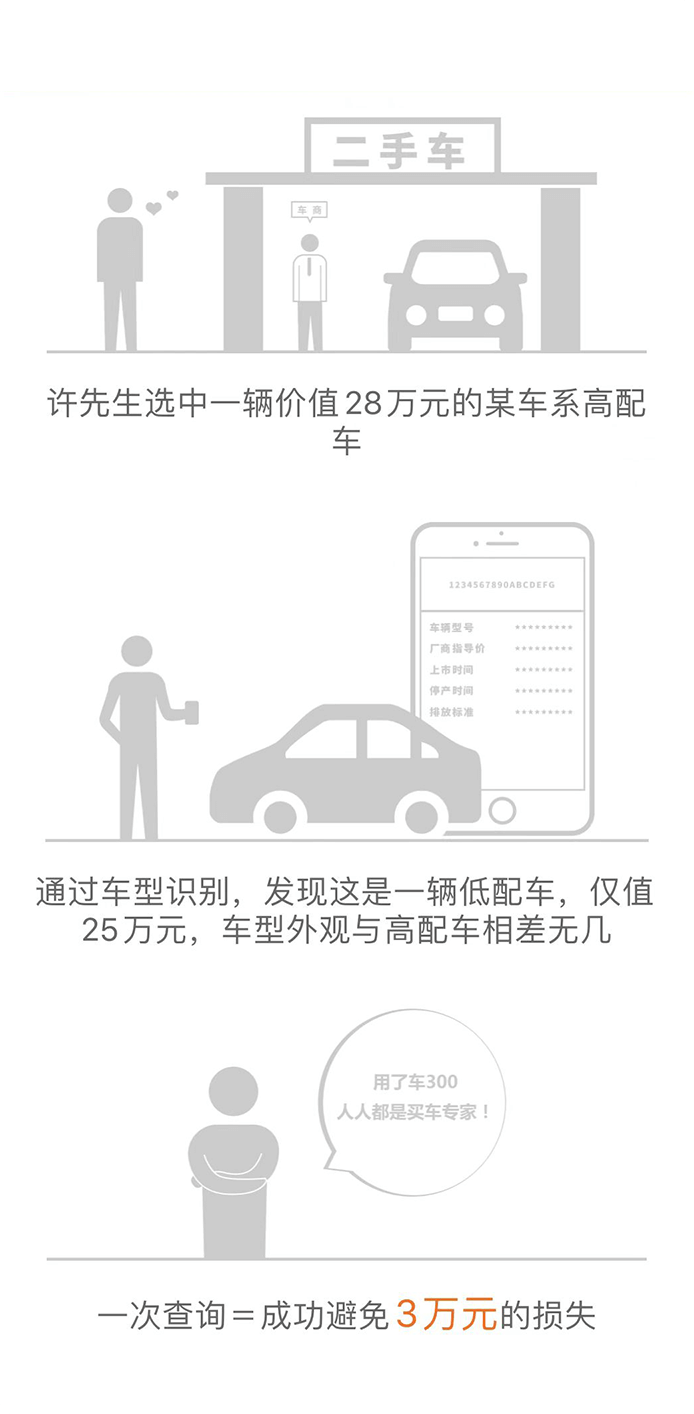 二手车
车商
许先生选中一辆价值28万元的某车系高配
车
1234567890ABCDEFG
车辆型号 *********
厂商指导价 *********
上市时间 *********
停产时间 *********
排放标准 *********
通过车型识别，发现这是一辆低配车，仅值
25万元，车型外观与高配车相差无几
用了车300
人人都是买车专家！
一次查询＝成功避免3万元的损失